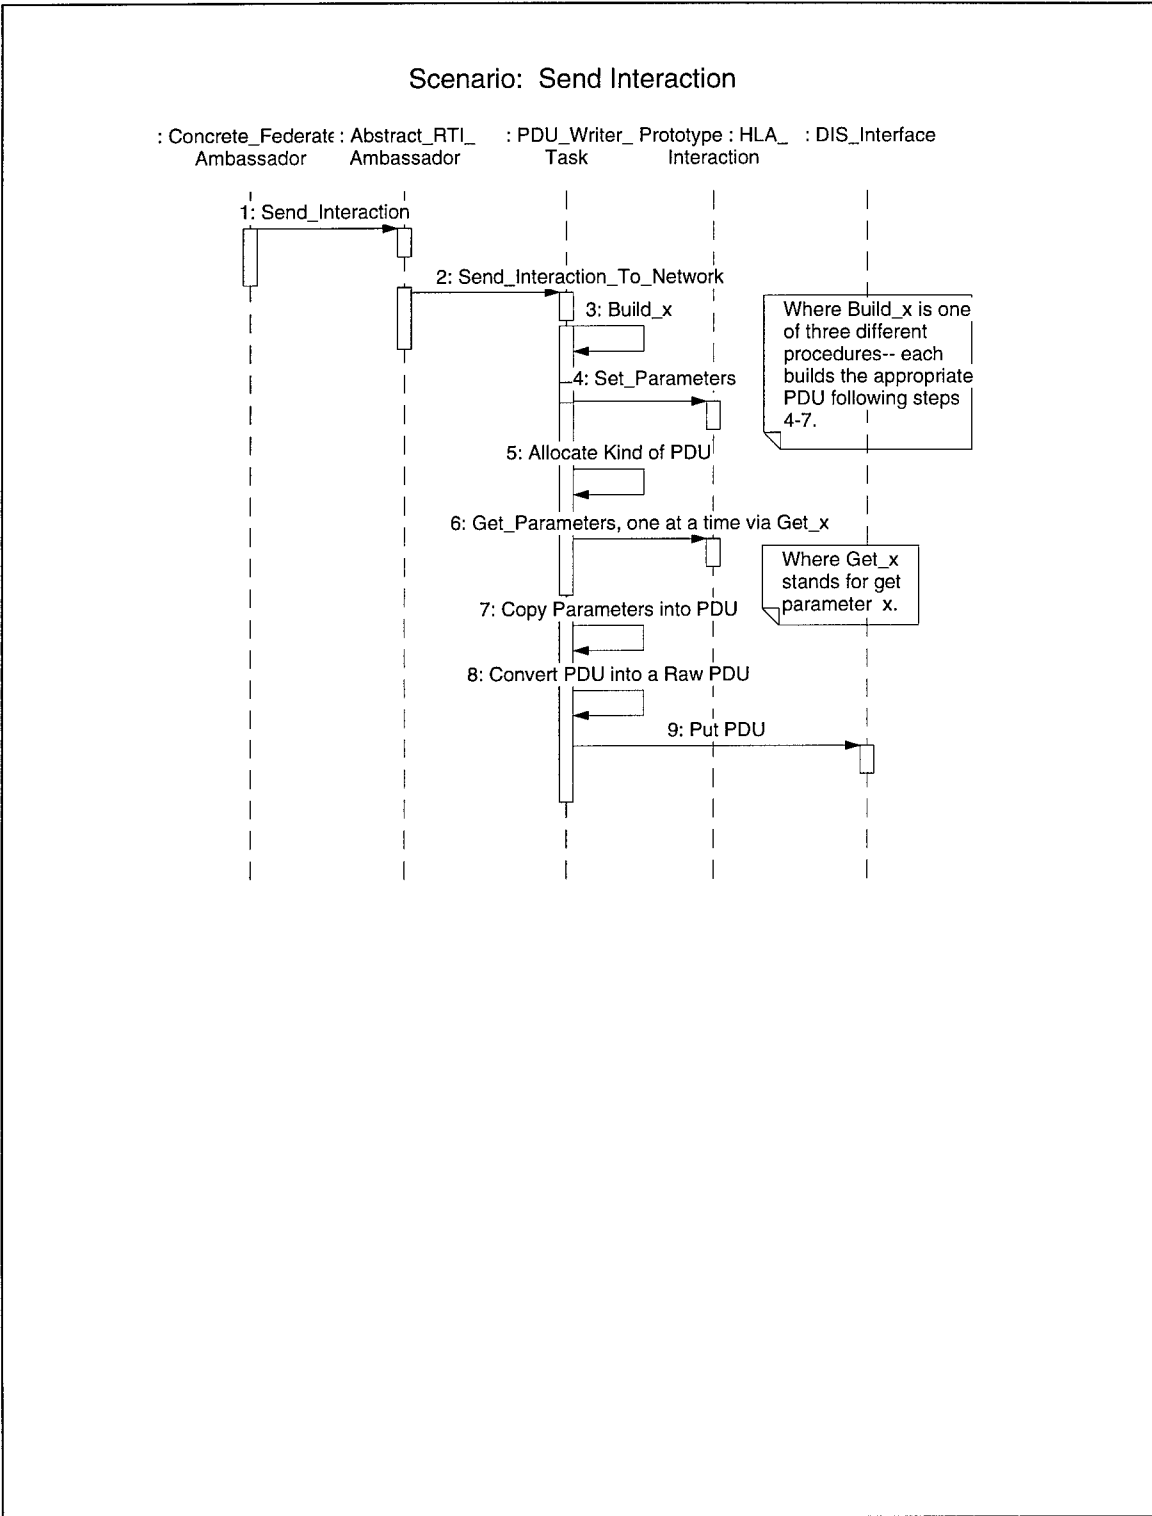 Scenario: Send Interaction
: Concrete_Federate : Abstract_RTI_ : PDU_Writer_ Prototype : HLA_ : DIS_Interface
Ambassador Ambassador Task Interaction
1: Send_Interaction
2: Send_Interaction_To_Network
3: Build_x
Where Build_x is one
of three different
procedures-- each
builds the appropriate
PDU following steps
4-7.
4: Set_Parameters
5: Allocate Kind of PDU
6: Get_Parameters, one at a time via Get_x
Where Get_x
stands for get
parameter x.
7: Copy Parameters into PDU
8: Convert PDU into a Raw PDU
9: Put PDU